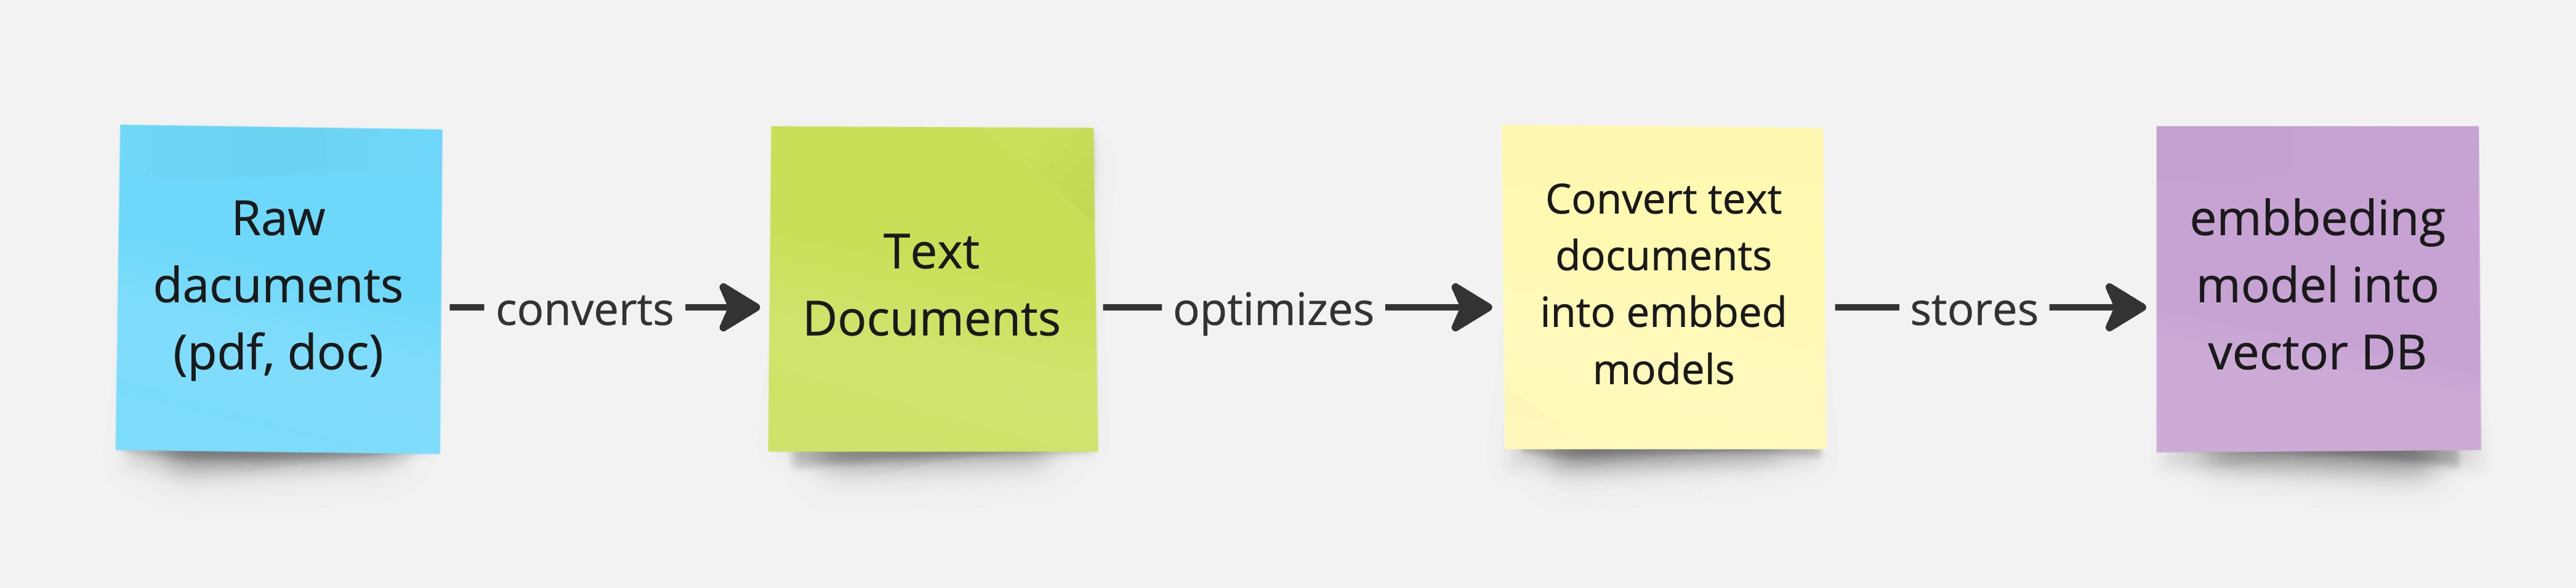 Raw
dacuments
(pdf, doc)
converts
Text
Documents
optimizes
Convert text
documents
into embbed
models
stores
embbeding
model into
vector DB